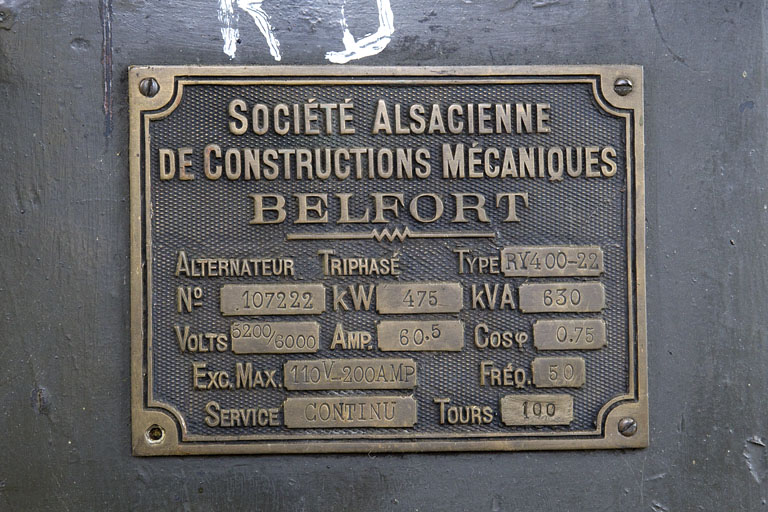 SOCIÉTÉ ALSACIENNE
DE CONSTRUCTIONS MÉCANIQUES
BELFORT
ALTERNATEUR TRIPHASÉ TYPE RY400-22
Nº 107222 KW 475 KVA 630
VOLTS 5200/6000 AMP. 60.5 COSφ 0.75
EXC. MAX. 110V-200AMP FRÉQ. 50
SERVICE CONTINU TOURS 100